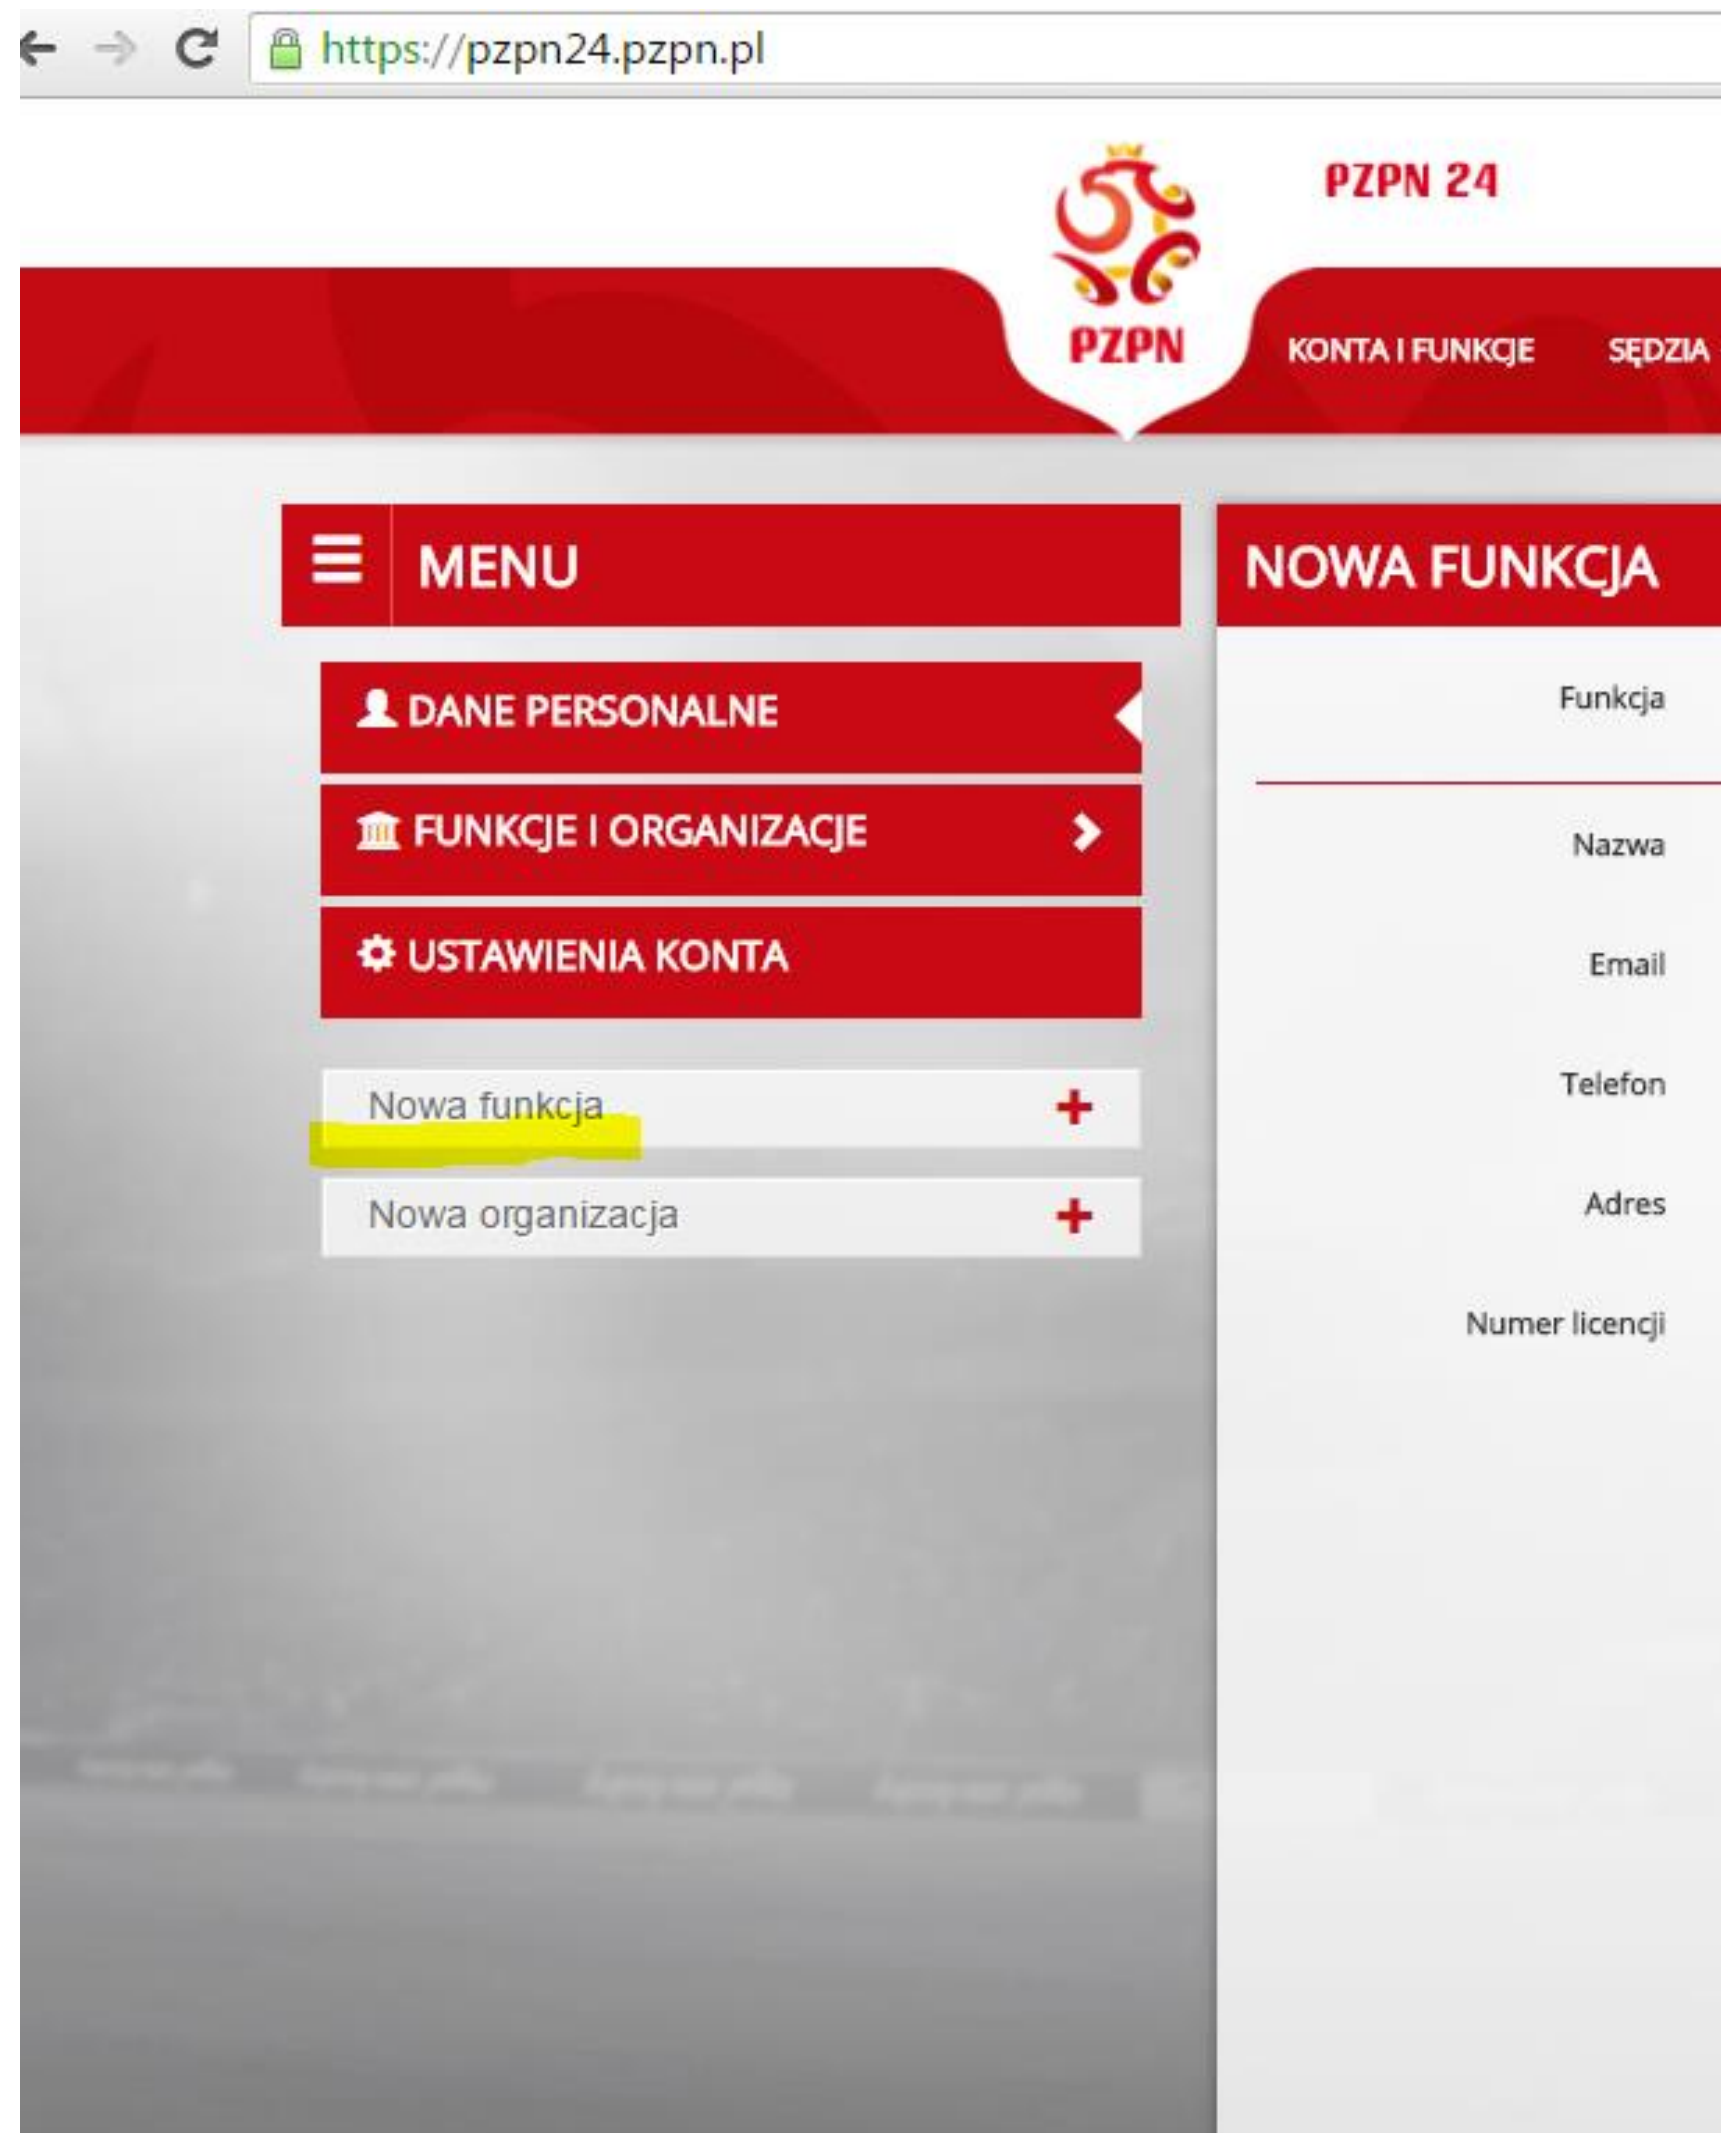 https://pzpn24.pzpn.pl
PZPN 24
PZPN
KONTA I FUNKCJE SĘDZIA
MENU
NOWA FUNKCJA
DANE PERSONALNE
Funkcja
FUNKCJE I ORGANIZACJE
Nazwa
USTAWIENIA KONTA
Email
Nowa funkcja
Telefon
Nowa organizacja
Adres
Numer licencji